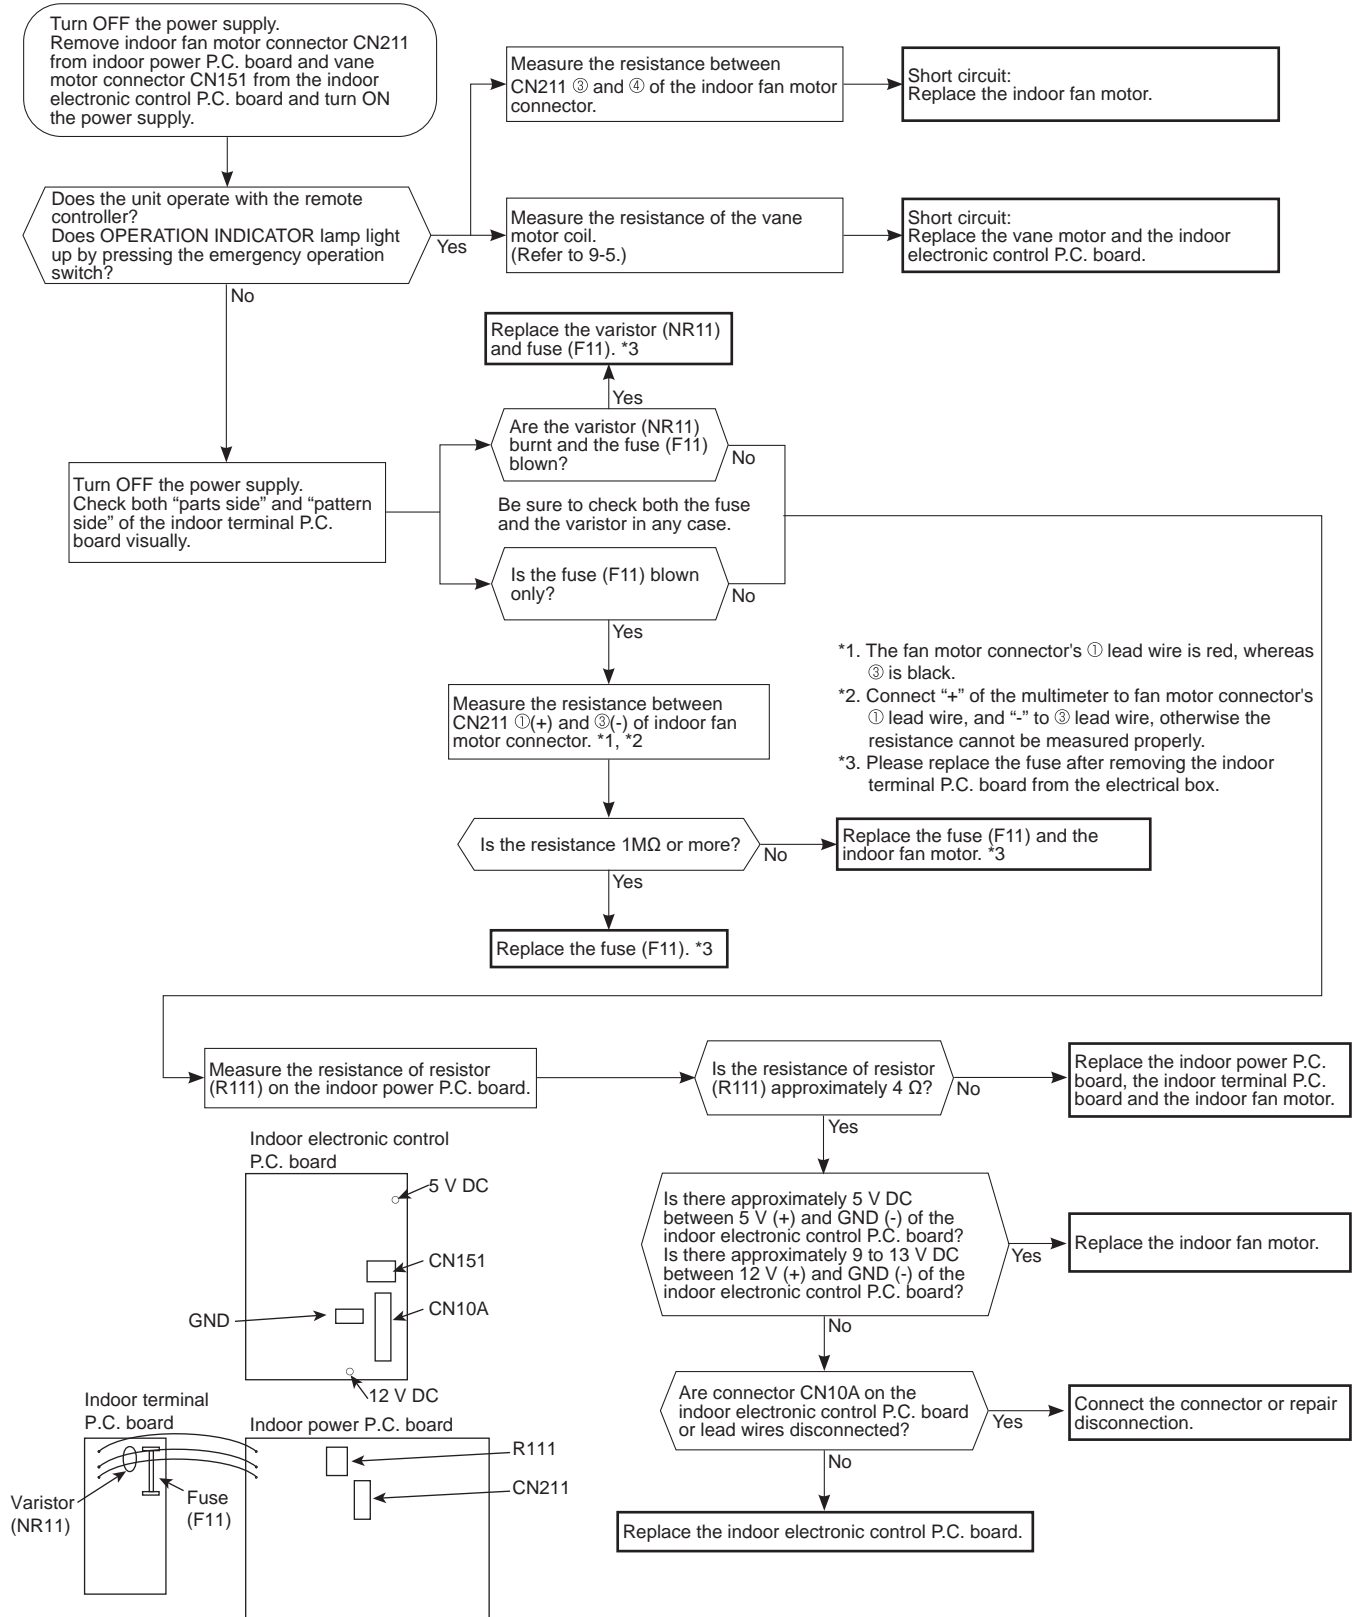 Turn OFF the power supply.
Remove indoor fan motor connector CN211
from indoor power P.C. board and vane
motor connector CN151 from the indoor
electronic control P.C. board and turn ON
the power supply.
Measure the resistance between
CN211 ③ and ④ of the indoor fan motor
connector.
Short circuit:
Replace the indoor fan motor.
Does the unit operate with the remote
controller?
Does OPERATION INDICATOR lamp light
up by pressing the emergency operation
switch?
Yes
Measure the resistance of the vane
motor coil.
(Refer to 9-5.)
Short circuit:
Replace the vane motor and the indoor
electronic control P.C. board.
No
Replace the varistor (NR11)
and fuse (F11). *3
Yes
Are the varistor (NR11)
burnt and the fuse (F11)
blown?
No
Turn OFF the power supply.
Check both “parts side” and “pattern
side” of the indoor terminal P.C.
board visually.
Be sure to check both the fuse
and the varistor in any case.
Is the fuse (F11) blown
only?
No
Yes
*1. The fan motor connector's ① lead wire is red, whereas
③ is black.
*2. Connect “+” of the multimeter to fan motor connector's
① lead wire, and “-” to ③ lead wire, otherwise the
resistance cannot be measured properly.
*3. Please replace the fuse after removing the indoor
terminal P.C. board from the electrical box.
Measure the resistance between
CN211 ①(+) and ③(-) of indoor fan
motor connector. *1, *2
Is the resistance 1MΩ or more?
No
Replace the fuse (F11) and the
indoor fan motor. *3
Yes
Replace the fuse (F11). *3
Measure the resistance of resistor
(R111) on the indoor power P.C. board.
Is the resistance of resistor
(R111) approximately 4 Ω?
No
Replace the indoor power P.C.
board, the indoor terminal P.C.
board and the indoor fan motor.
Yes
Is there approximately 5 V DC
between 5 V (+) and GND (-) of the
indoor electronic control P.C. board?
Is there approximately 9 to 13 V DC
between 12 V (+) and GND (-) of the
indoor electronic control P.C. board?
Yes
Replace the indoor fan motor.
No
Are connector CN10A on the
indoor electronic control P.C. board
or lead wires disconnected?
Yes
Connect the connector or repair
disconnection.
No
Replace the indoor electronic control P.C. board.
Indoor electronic control
P.C. board
5 V DC
CN151
CN10A
GND
12 V DC
Indoor terminal
P.C. board
Indoor power P.C. board
R111
CN211
Varistor
(NR11)
Fuse
(F11)